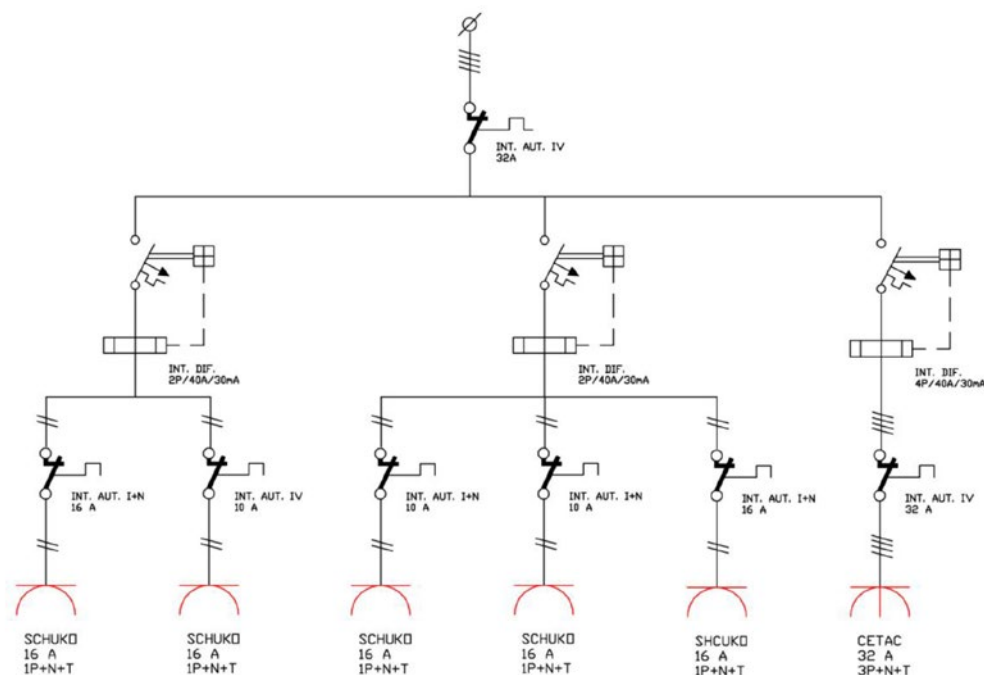 INT. AUT. IV
32A
INT. DIF.
2P/40A/30mA
INT. DIF.
2P/40A/30mA
INT. DIF.
4P/40A/30mA
INT. AUT. I+N
16 A
INT. AUT. IV
10 A
INT. AUT. I+N
10 A
INT. AUT. I+N
10 A
INT. AUT. I+N
16 A
INT. AUT. IV
32 A
SCHUKO
16 A
1P+N+T
SCHUKO
16 A
1P+N+T
SCHUKO
16 A
1P+N+T
SCHUKO
16 A
1P+N+T
SHCUKO
16 A
1P+N+T
CETAC
32 A
3P+N+T